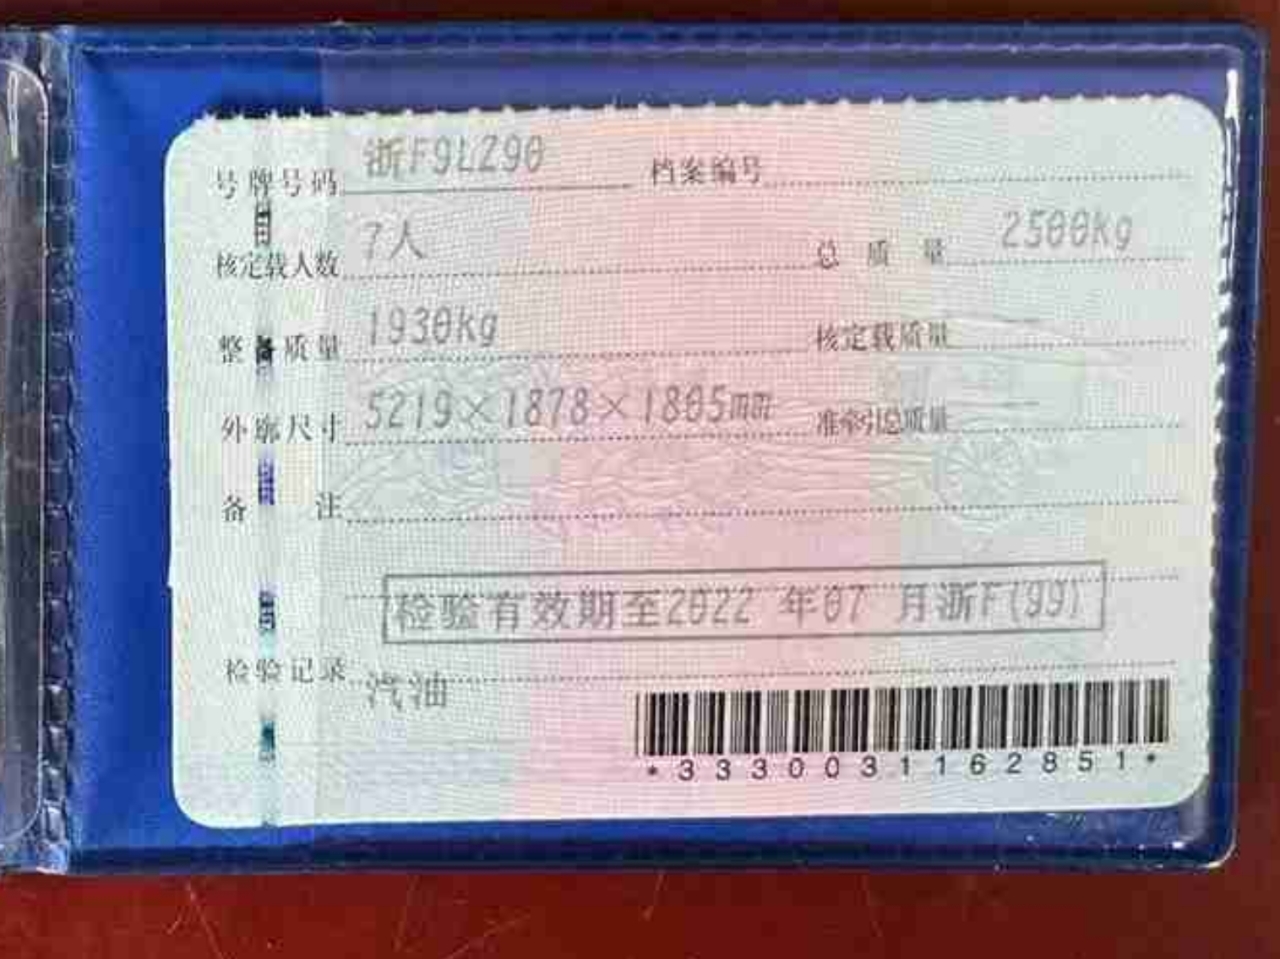 号牌号码 浙F9LZ90 档案编号
核定载人数 7人 总质量 2500kg
整备质量 1930kg 核定载质量
外廓尺寸 5219×1878×1805mm 准牵引总质量
备注
检验有效期至2022 年07 月浙F(99)
检验记录
汽油
*3330031162851*